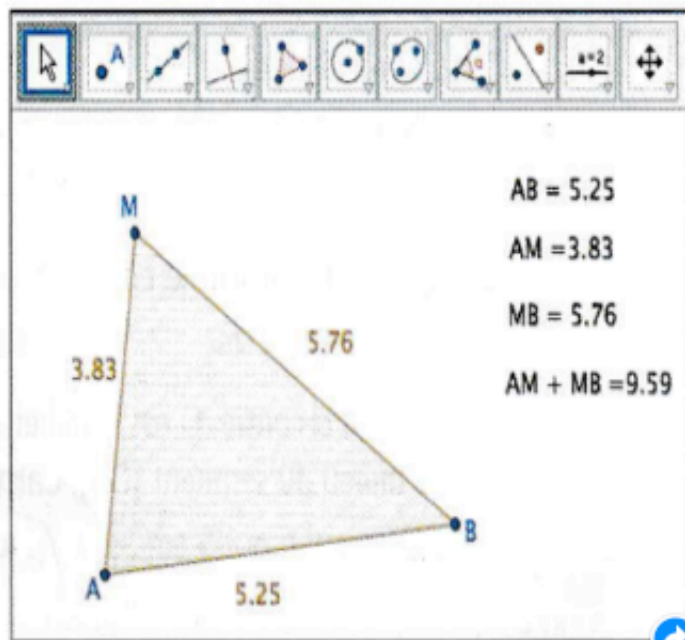 A
a=2
AB = 5.25
M
AM =3.83
MB = 5.76
5.76
3.83
AM + MB =9.59
B
A
5.25